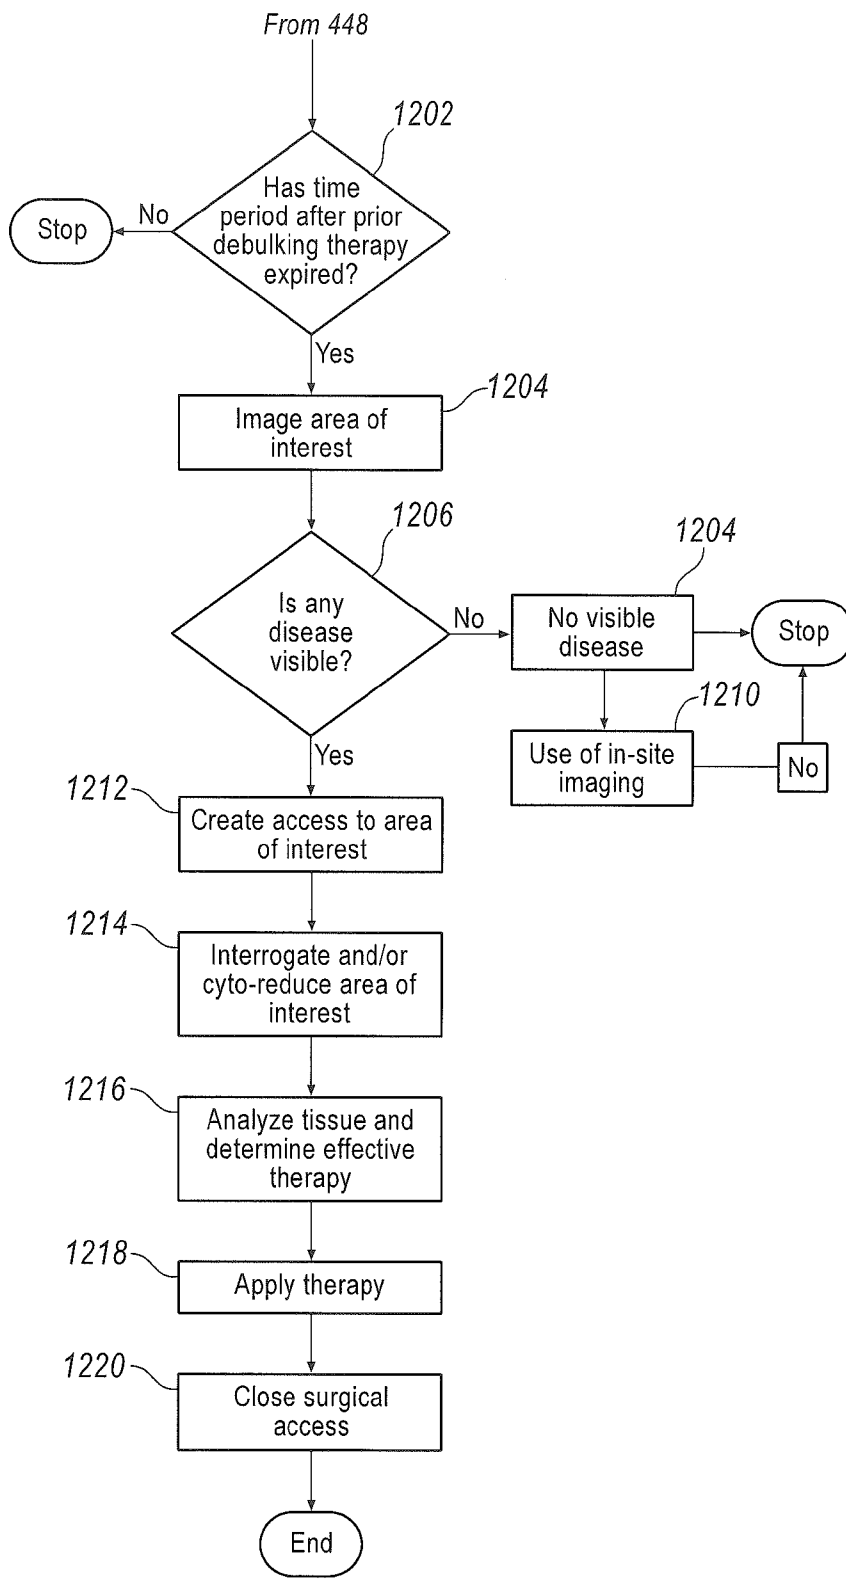 From 448
1202
Has time
period after prior
debulking therapy
expired?
No
Stop
Yes
1204
Image area of
interest
1206
Is any
disease
visible?
No
1204
No visible
disease
Stop
1210
Use of in-site
imaging
No
Yes
1212
Create access to area
of interest
1214
Interrogate and/or
cyto-reduce area of
interest
1216
Analyze tissue and
determine effective
therapy
1218
Apply therapy
1220
Close surgical
access
End